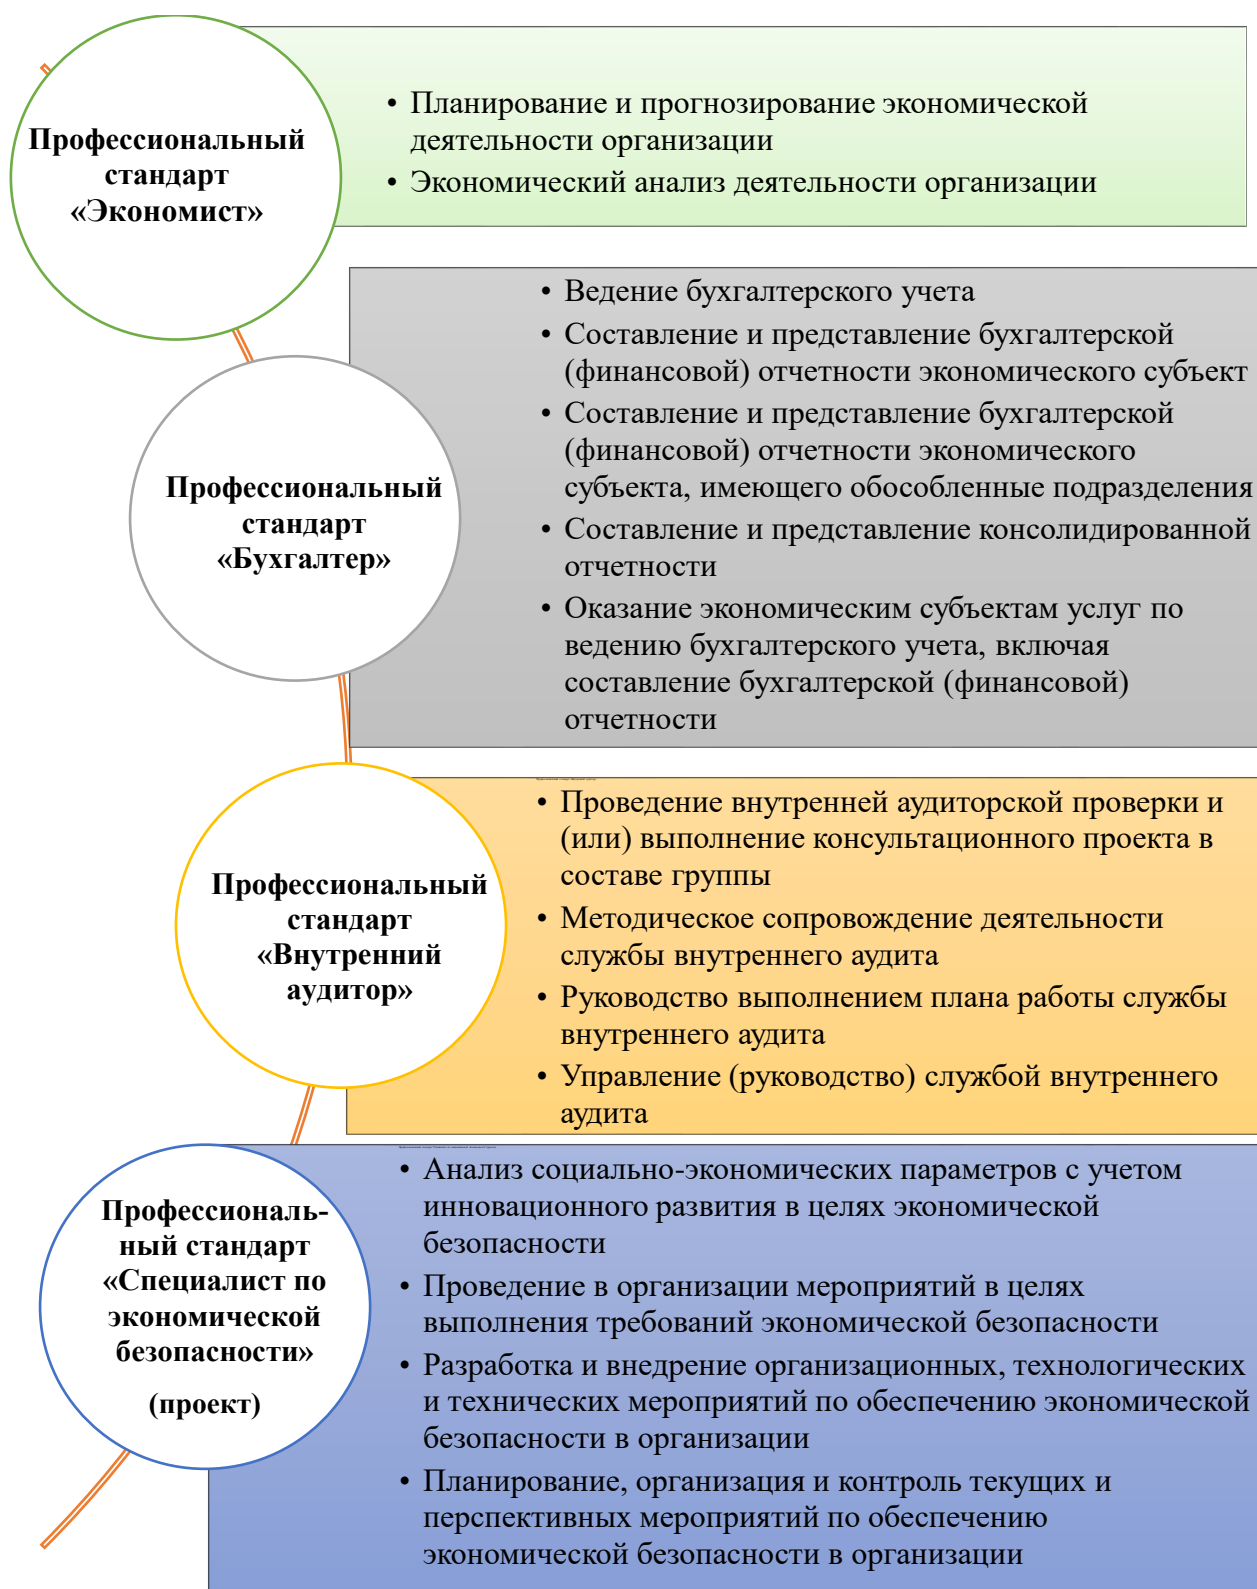 Профессиональный
стандарт
«Экономист»
• Планирование и прогнозирование экономической
деятельности организации
• Экономический анализ деятельности организации
Профессиональный
стандарт
«Бухгалтер»
• Ведение бухгалтерского учета
• Составление и представление бухгалтерской
(финансовой) отчетности экономического субъект
• Составление и представление бухгалтерской
(финансовой) отчетности экономического
субъекта, имеющего обособленные подразделения
• Составление и представление консолидированной
отчетности
• Оказание экономическим субъектам услуг по
ведению бухгалтерского учета, включая
составление бухгалтерской (финансовой)
отчетности
Профессиональный
стандарт
«Внутренний
аудитор»
• Проведение внутренней аудиторской проверки и
(или) выполнение консультационного проекта в
составе группы
• Методическое сопровождение деятельности
службы внутреннего аудита
• Руководство выполнением плана работы службы
внутреннего аудита
• Управление (руководство) службой внутреннего
аудита
Профессиональ-
ный стандарт
«Специалист по
экономической
безопасности»
(проект)
• Анализ социально-экономических параметров с учетом
инновационного развития в целях экономической
безопасности
• Проведение в организации мероприятий в целях
выполнения требований экономической безопасности
• Разработка и внедрение организационных, технологических
и технических мероприятий по обеспечению экономической
безопасности в организации
• Планирование, организация и контроль текущих и
перспективных мероприятий по обеспечению
экономической безопасности в организации